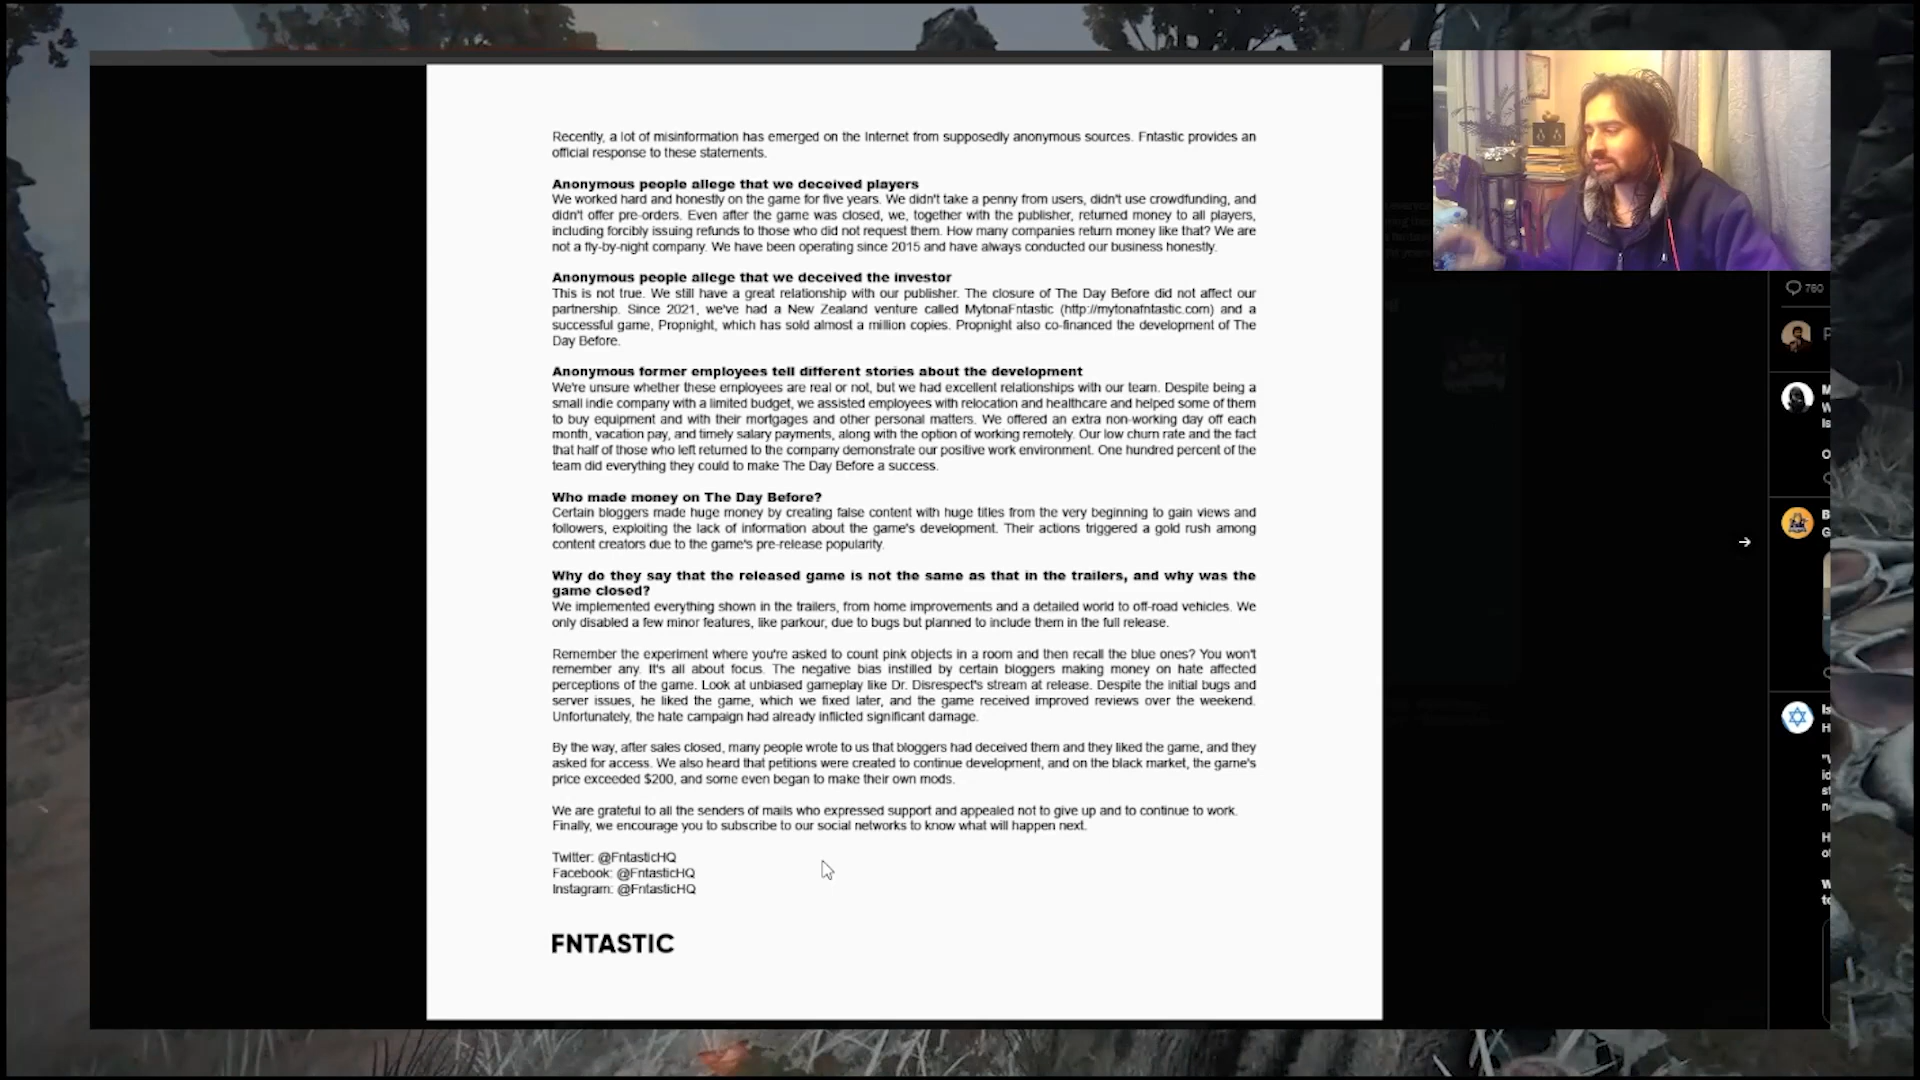 Recently, a lot of misinformation has emerged on the Internet from supposedly anonymous sources. Fntastic provides an
official response to these statements.
Anonymous people allege that we deceived players
We worked hard and honestly on the game for five years. We didn't take a penny from users, didn't use crowdfunding, and
didn't offer pre-orders. Even after the game was closed, we, together with the publisher, returned money to all players,
including forcibly issuing refunds to those who did not request them. How many companies return money like that? We are
not a fly-by-night company. We have been operating since 2015 and have always conducted our business honestly.
Anonymous people allege that we deceived the investor
This is not true. We still have a great relationship with our publisher. The closure of The Day Before did not affect our
partnership. Since 2021, we've had a New Zealand venture called MytonaFntastic (http://mytonafntastic.com) and a
successful game, Propnight, which has sold almost a million copies. Propnight also co-financed the development of The
Day Before.
Anonymous former employees tell different stories about the development
We're unsure whether these employees are real or not, but we had excellent relationships with our team. Despite being a
small indie company with a limited budget, we assisted employees with relocation and healthcare and helped some of them
to buy equipment and with their mortgages and other personal matters. We offered an extra non-working day off each
month, vacation pay, and timely salary payments, along with the option of working remotely. Our low churn rate and the fact
that half of those who left returned to the company demonstrate our positive work environment. One hundred percent of the
team did everything they could to make The Day Before a success.
Who made money on The Day Before?
Certain bloggers made huge money by creating false content with huge titles from the very beginning to gain views and
followers, exploiting the lack of information about the game's development. Their actions triggered a gold rush among
content creators due to the game's pre-release popularity.
Why do they say that the released game is not the same as that in the trailers, and why was the
game closed?
We implemented everything shown in the trailers, from home improvements and a detailed world to off-road vehicles. We
only disabled a few minor features, like parkour, due to bugs but planned to include them in the full release.
Remember the experiment where you're asked to count pink objects in a room and then recall the blue ones? You won't
remember any. It's all about focus. The negative bias instilled by certain bloggers making money on hate affected
perceptions of the game. Look at unbiased gameplay like Dr. Disrespect's stream at release. Despite the initial bugs and
server issues, he liked the game, which we fixed later, and the game received improved reviews over the weekend.
Unfortunately, the hate campaign had already inflicted significant damage.
By the way, after sales closed, many people wrote to us that bloggers had deceived them and they liked the game, and they
asked for access. We also heard that petitions were created to continue development, and on the black market, the game's
price exceeded $200, and some even began to make their own mods.
We are grateful to all the senders of mails who expressed support and appealed not to give up and to continue to work.
Finally, we encourage you to subscribe to our social networks to know what will happen next.
Twitter: @FntasticHQ
Facebook: @FntasticHQ
Instagram: @FntasticHQ
FNTASTIC
760